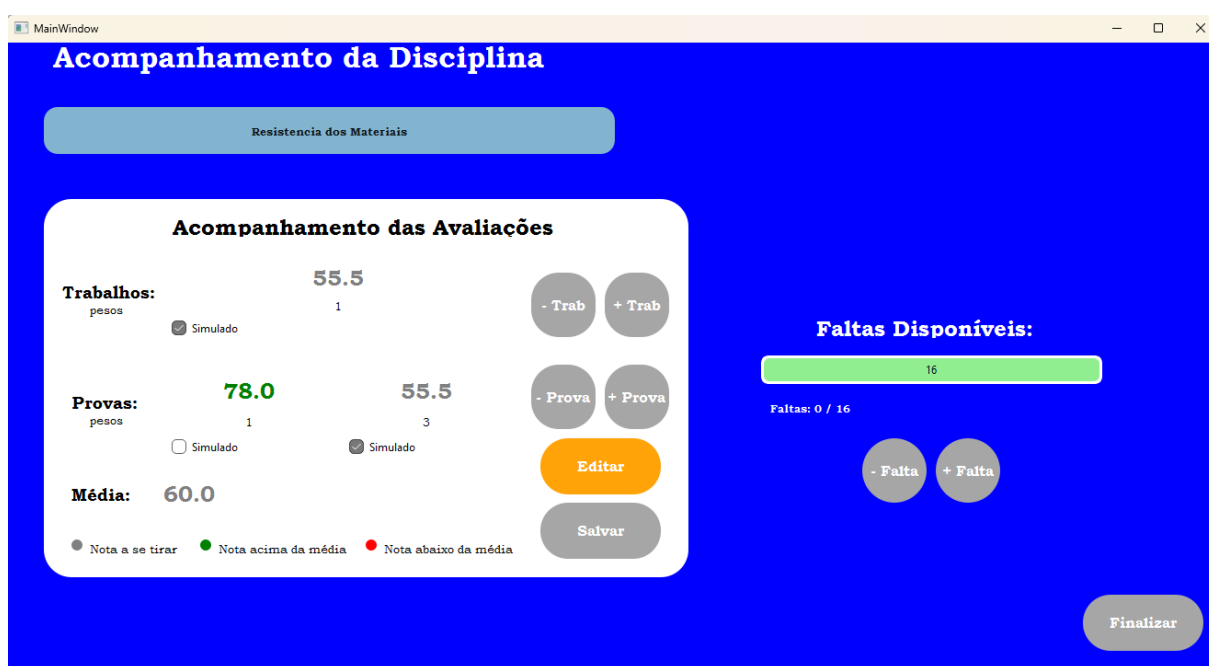 MainWindow
Acompanhamento da Disciplina
Resistencia dos Materiais
Acompanhamento das Avaliações
55.5
Trabalhos:
pesos
1
Simulado
- Trab
+ Trab
78.0
55.5
Provas:
pesos
1
3
Simulado
Simulado
- Prova
+ Prova
Editar
Média:
60.0
Salvar
Nota a se tirar
Nota acima da média
Nota abaixo da média
Faltas Disponíveis:
16
Faltas: 0 / 16
- Falta
+ Falta
Finalizar